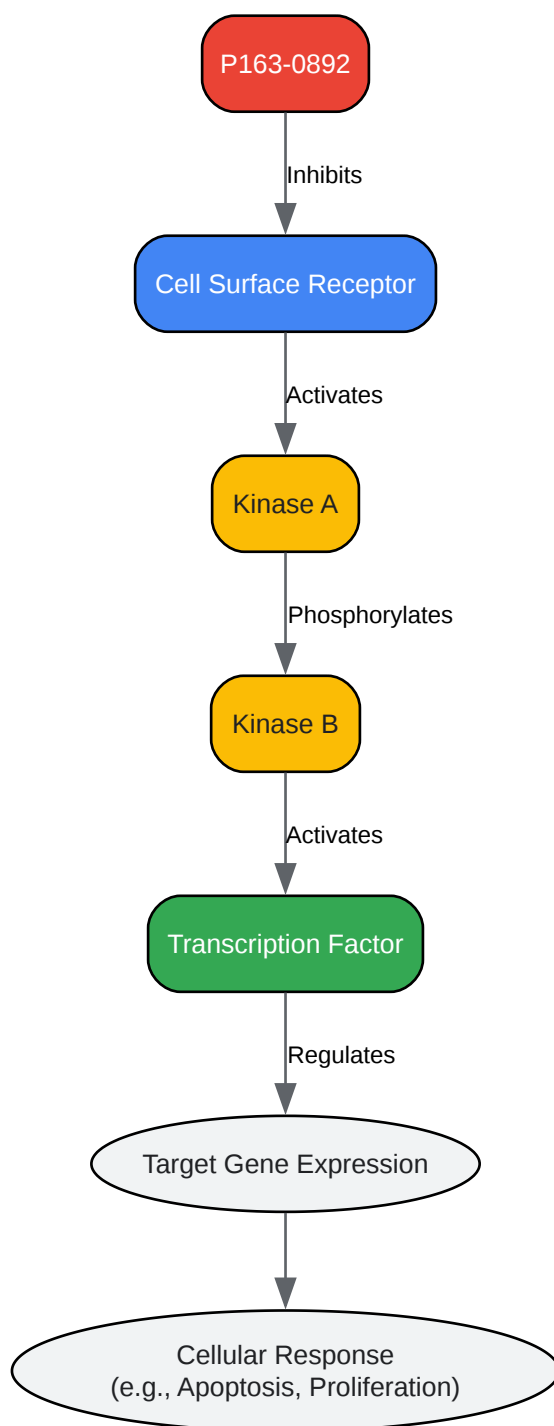 P163-0892
Inhibits
Cell Surface Receptor
Activates
Kinase A
Phosphorylates
Kinase B
Activates
Transcription Factor
Regulates
Target Gene Expression
Cellular Response
(e.g., Apoptosis, Proliferation)